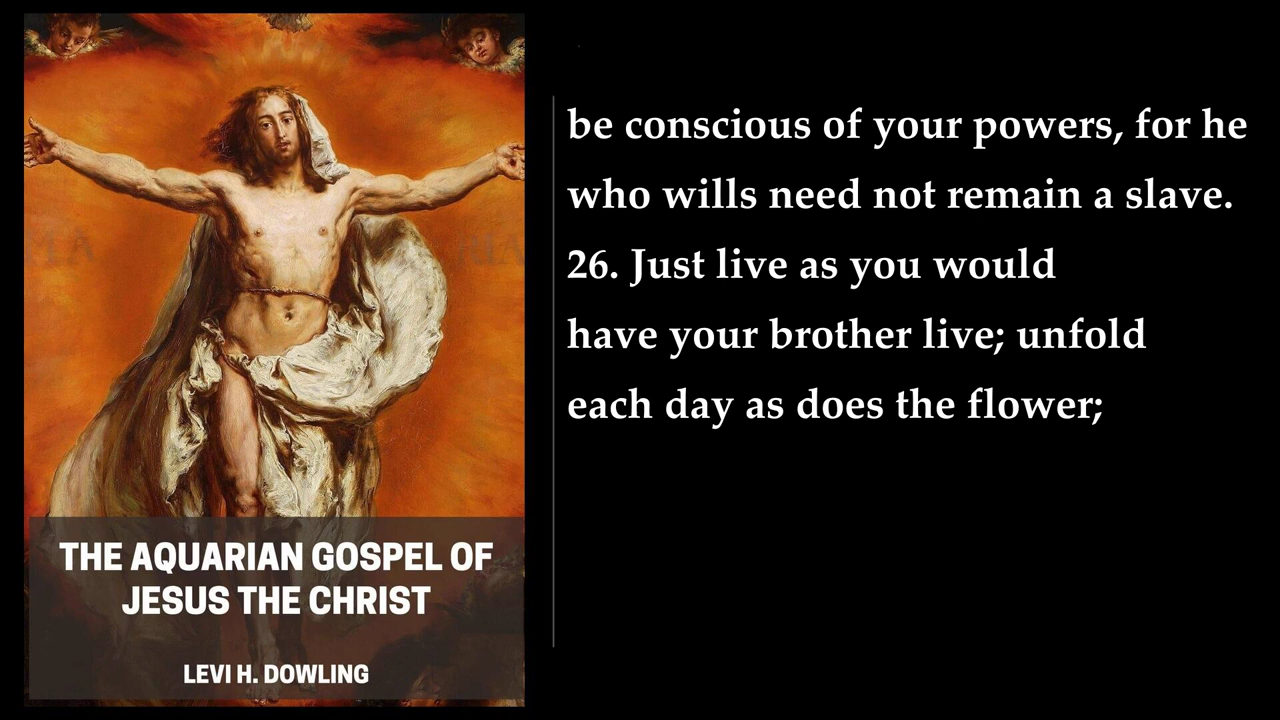 be conscious of your powers, for he
who wills need not remain a slave.
26. Just live as you would
have your brother live; unfold
each day as does the flower;
THE AQUARIAN GOSPEL OF
JESUS THE CHRIST
LEVI H. DOWLING